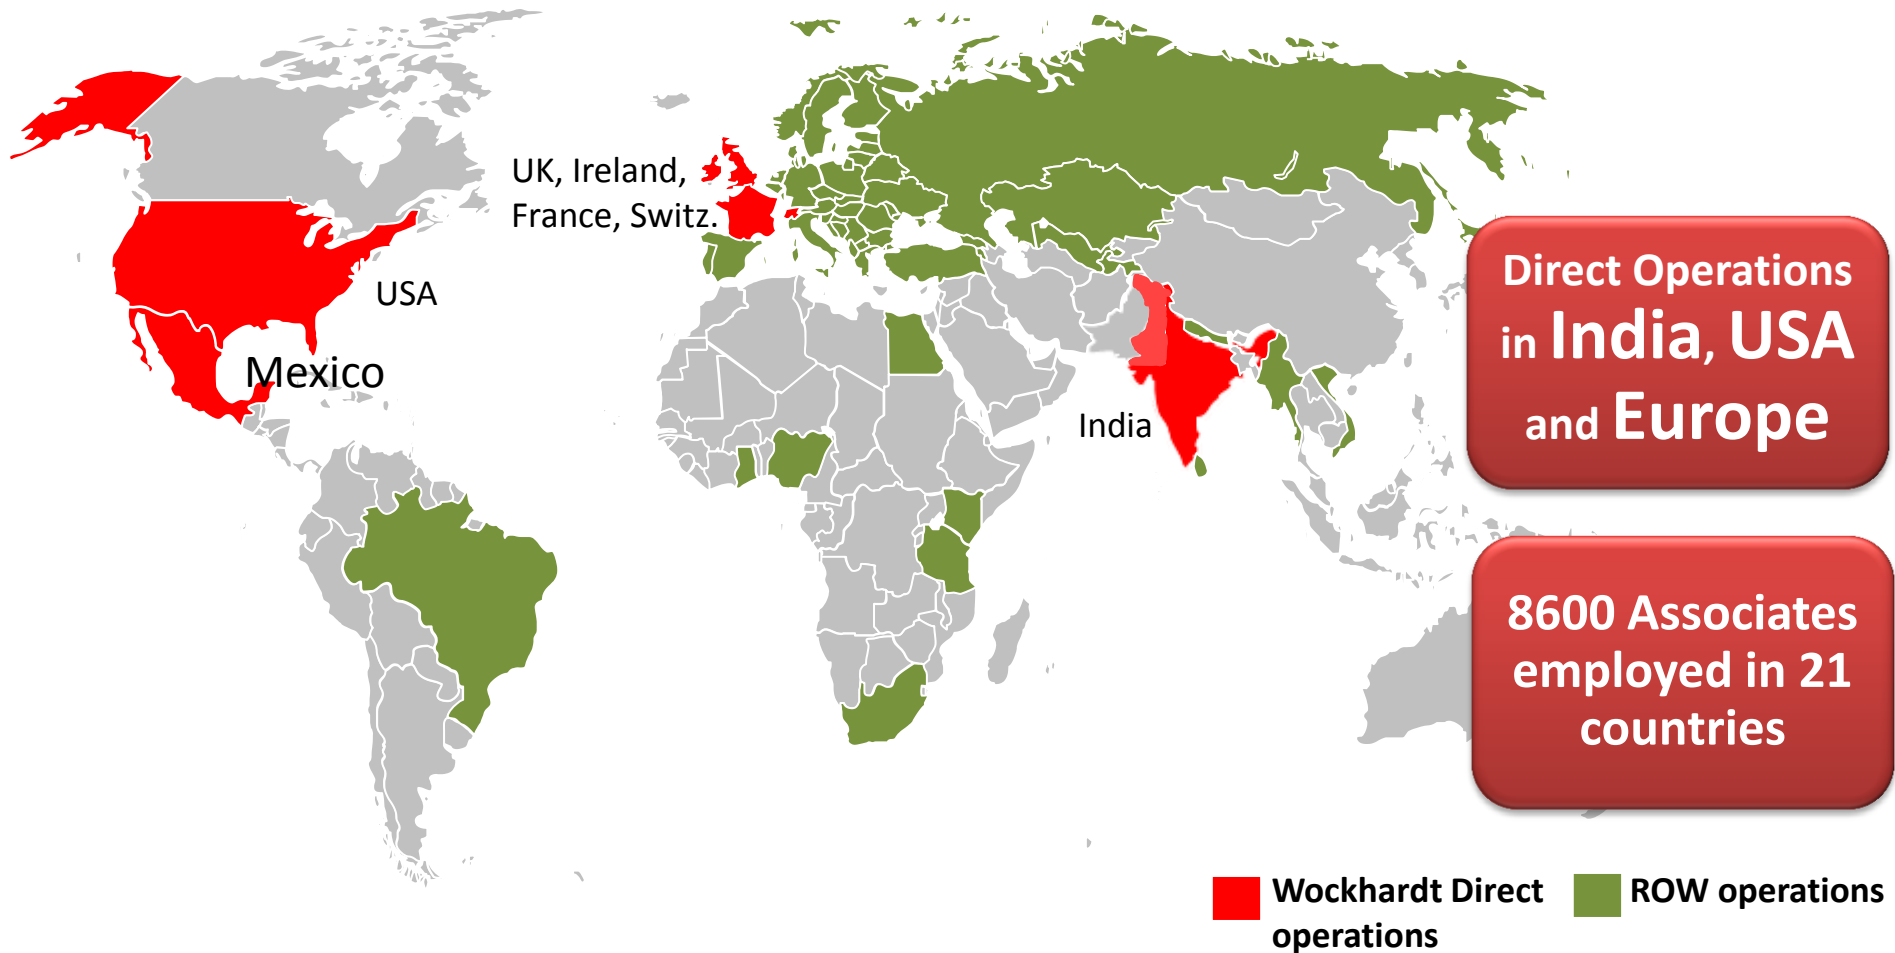 UK, Ireland,
France, Switz.
USA
Mexico
India
Direct Operations
in India, USA
and Europe
8600 Associates
employed in 21
countries
Wockhardt Direct
operations
ROW operations